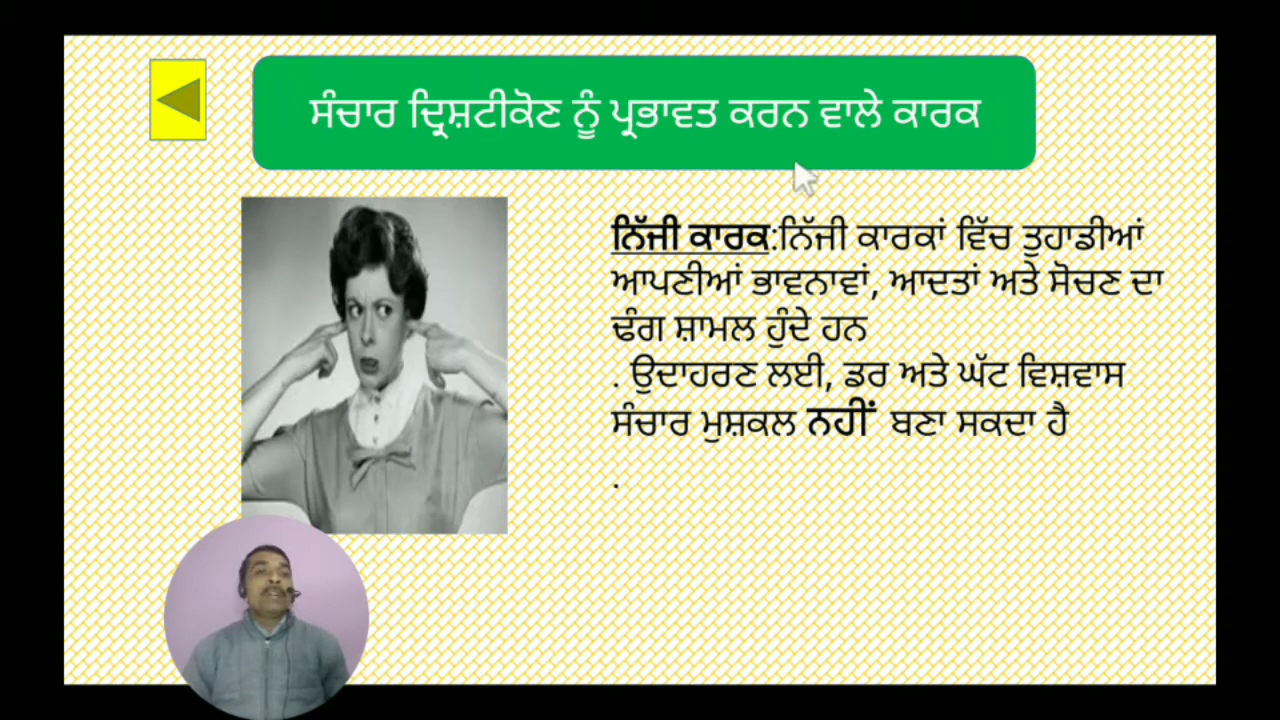 ਸੰਚਾਰ ਦ੍ਰਿਸ਼ਟੀਕੋਣ ਨੂੰ ਪ੍ਰਭਾਵਤ ਕਰਨ ਵਾਲੇ ਕਾਰਕ
ਨਿੱਜੀ ਕਾਰਕ:ਨਿੱਜੀ ਕਾਰਕਾਂ ਵਿੱਚ ਤੁਹਾਡੀਆਂ
ਆਪਣੀਆਂ ਭਾਵਨਾਵਾਂ, ਆਦਤਾਂ ਅਤੇ ਸੋਚਣ ਦਾ
ਢੰਗ ਸ਼ਾਮਲ ਹੁੰਦੇ ਹਨ
. ਉਦਾਹਰਣ ਲਈ, ਡਰ ਅਤੇ ਘੱਟ ਵਿਸ਼ਵਾਸ
ਸੰਚਾਰ ਮੁਸ਼ਕਲ ਨਹੀਂ ਬਣਾ ਸਕਦਾ ਹੈ
.